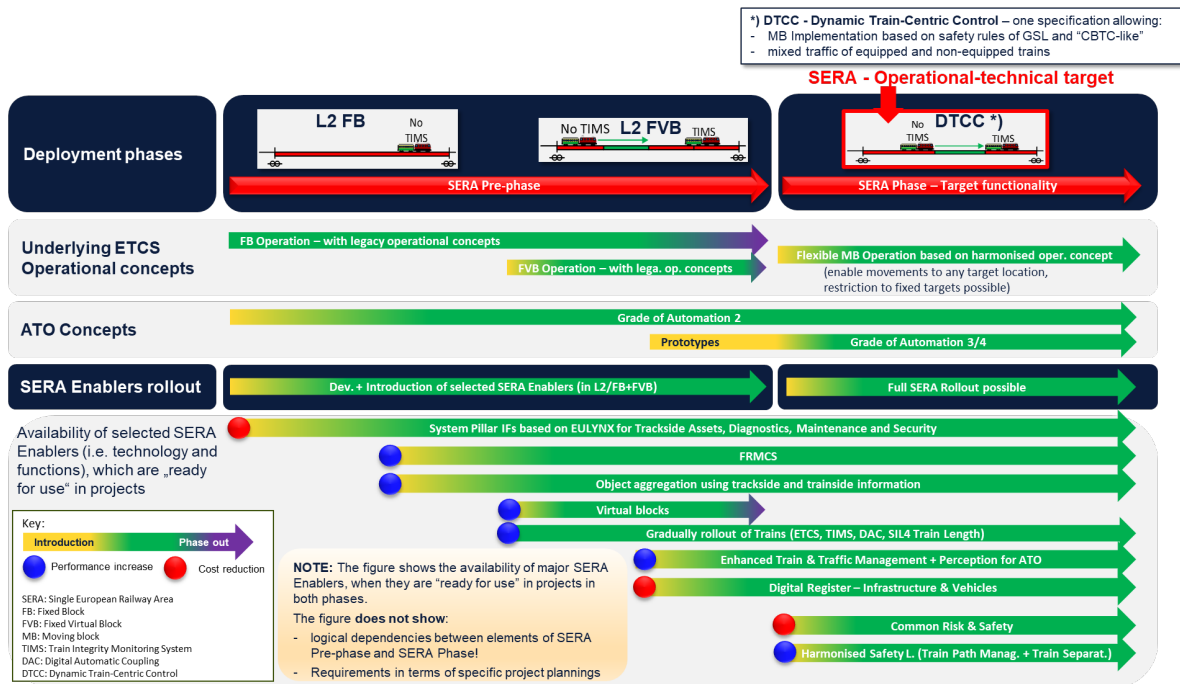 *) DTCC - Dynamic Train-Centric Control – one specification allowing:
- MB Implementation based on safety rules of GSL and “CBTC-like”
- mixed traffic of equipped and non-equipped trains
SERA - Operational-technical target
Deployment phases
L2 FB
No
TIMS
No TIMS
L2 FVB
TIMS
DTCC *)
No
TIMS
TIMS
SERA Pre-phase
SERA Phase – Target functionality
Underlying ETCS
Operational concepts
FB Operation – with legacy operational concepts
FVB Operation – with lega. op. concepts
Flexible MB Operation based on harmonised oper. concept
(enable movements to any target location,
restriction to fixed targets possible)
ATO Concepts
Grade of Automation 2
Prototypes
Grade of Automation 3/4
SERA Enablers rollout
Dev. + Introduction of selected SERA Enablers (in L2/FB+FVB)
Full SERA Rollout possible
Availability of selected SERA
Enablers (i.e. technology and
functions), which are „ready
for use“ in projects
System Pillar IFs based on EULYNX for Trackside Assets, Diagnostics, Maintenance and Security
FRMCS
Object aggregation using trackside and trainside information
Virtual blocks
Gradually rollout of Trains (ETCS, TIMS, DAC, SIL4 Train Length)
Enhanced Train & Traffic Management + Perception for ATO
Digital Register – Infrastructure & Vehicles
Common Risk & Safety
Harmonised Safety L. (Train Path Manag. + Train Separat.)
Key:
Introduction
Phase out
Performance increase
Cost reduction
SERA: Single European Railway Area
FB: Fixed Block
FVB: Fixed Virtual Block
MB: Moving block
TIMS: Train Integrity Monitoring System
DAC: Digital Automatic Coupling
DTCC: Dynamic Train-Centric Control
NOTE: The figure shows the availability of major SERA
Enablers, when they are “ready for use” in projects in
both phases.
The figure does not show:
- logical dependencies between elements of SERA
Pre-phase and SERA Phase!
- Requirements in terms of specific project plannings